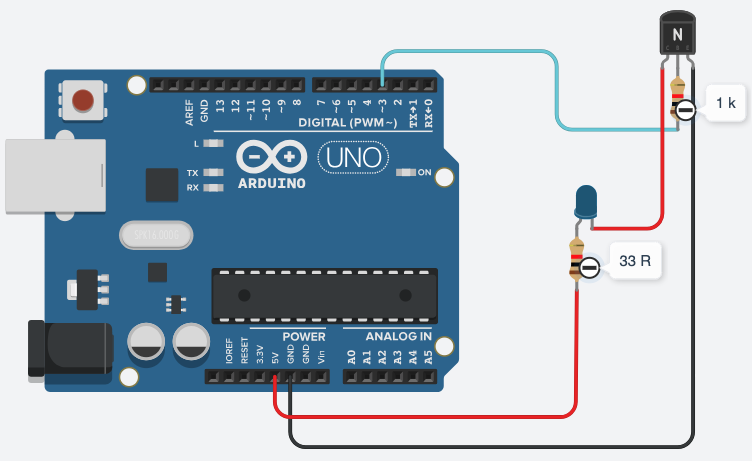 N
C B E
1 k
AREF
GND
13
12
~11
~10
~9
8
7
~6
~5
4
~3
2
TX→1
RX←0
DIGITAL (PWM~)
L
TX
RX
ARDUINO
UNO
ON
33 R
POWER
ANALOG IN
IOREF
RESET
3.3V
5V
GND
GND
Vin
A0
A1
A2
A3
A4
A5